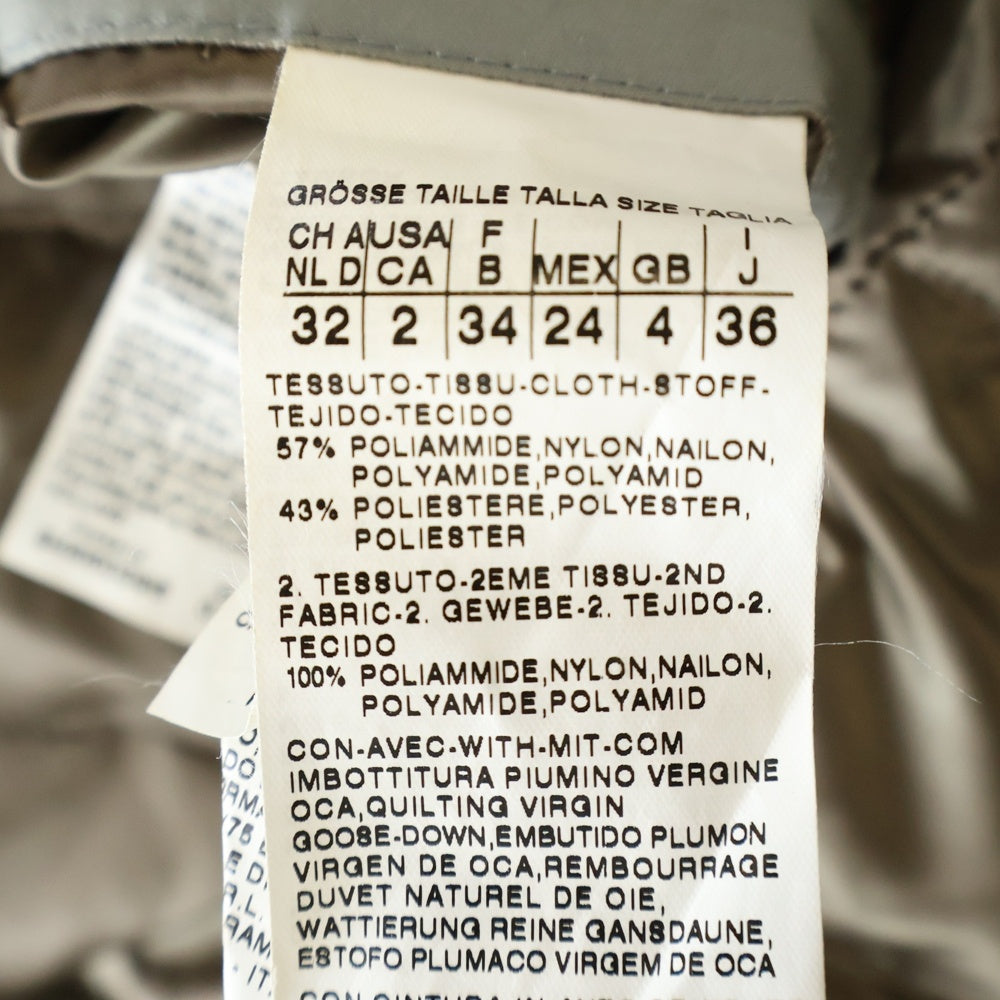 GRÖSSE TAILLE TALLA SIZE TAGLIA
CH A USA F I
NL D CA B MEX GB J
32 2 34 24 4 36
TESSUTO-TISSU-CLOTH-STOFF-
TEJIDO-TECIDO
57% POLIAMMIDE,NYLON,NAILON,
POLYAMIDE,POLYAMID
43% POLIESTERE,POLYESTER,
POLIESTER
2. TESSUTO-2EME TISSU-2ND
FABRIC-2. GEWEBE-2. TEJIDO-2.
TECIDO
100% POLIAMMIDE,NYLON,NAILON,
POLYAMIDE,POLYAMID
CON-AVEC-WITH-MIT-COM
IMBOTTITURA PIUMINO VERGINE
OCA,QUILTING VIRGIN
GOOSE-DOWN,EMBUTIDO PLUMON
VIRGEN DE OCA,REMBOURRAGE
DUVET NATUREL DE OIE,
WATTIERUNG REINE GANSDAUNE,
ESTOFO PLUMACO VIRGEM DE OCA